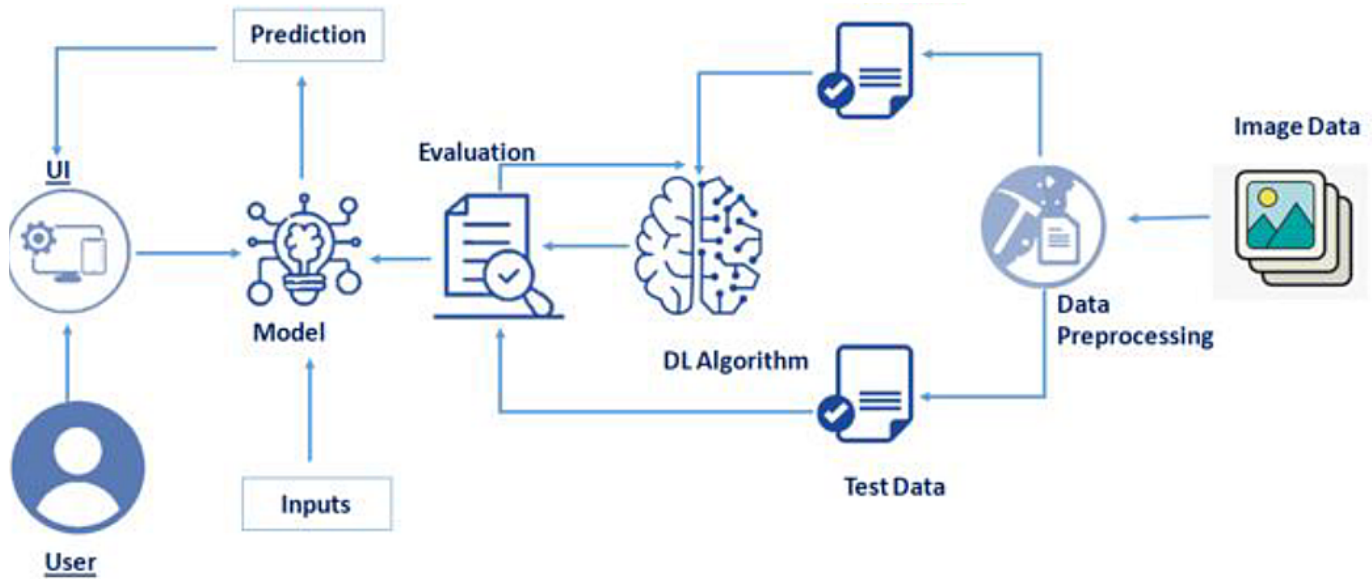 Prediction
Image Data
Evaluation
UI
Data
Preprocessing
Model
DL Algorithm
Test Data
Inputs
User